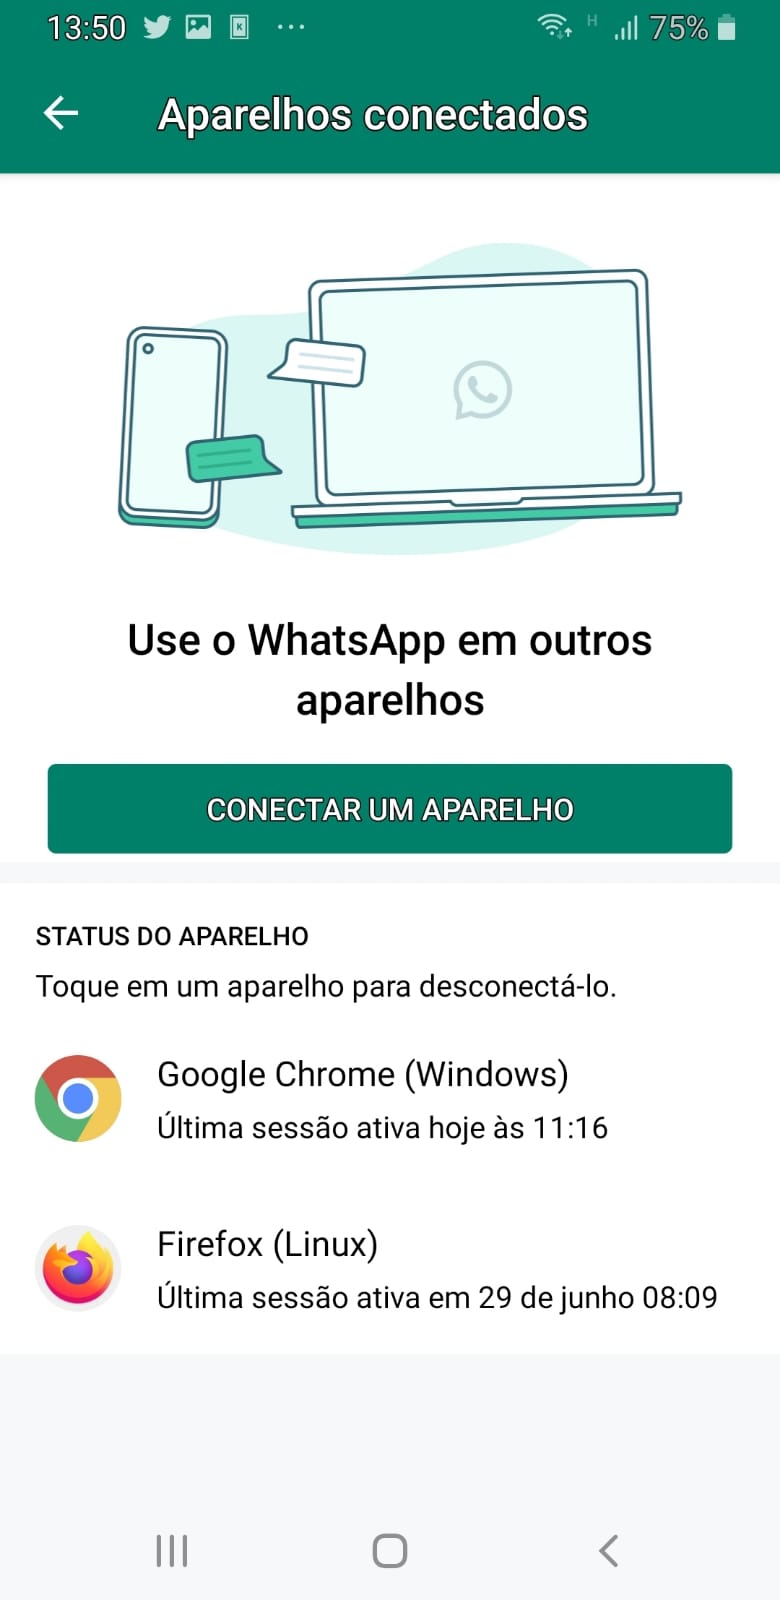 13:50
H
75%
Aparelhos conectados
Use o WhatsApp em outros
aparelhos
CONECTAR UM APARELHO
STATUS DO APARELHO
Toque em um aparelho para desconectá-lo.
Google Chrome (Windows)
Última sessão ativa hoje às 11:16
Firefox (Linux)
Última sessão ativa em 29 de junho 08:09